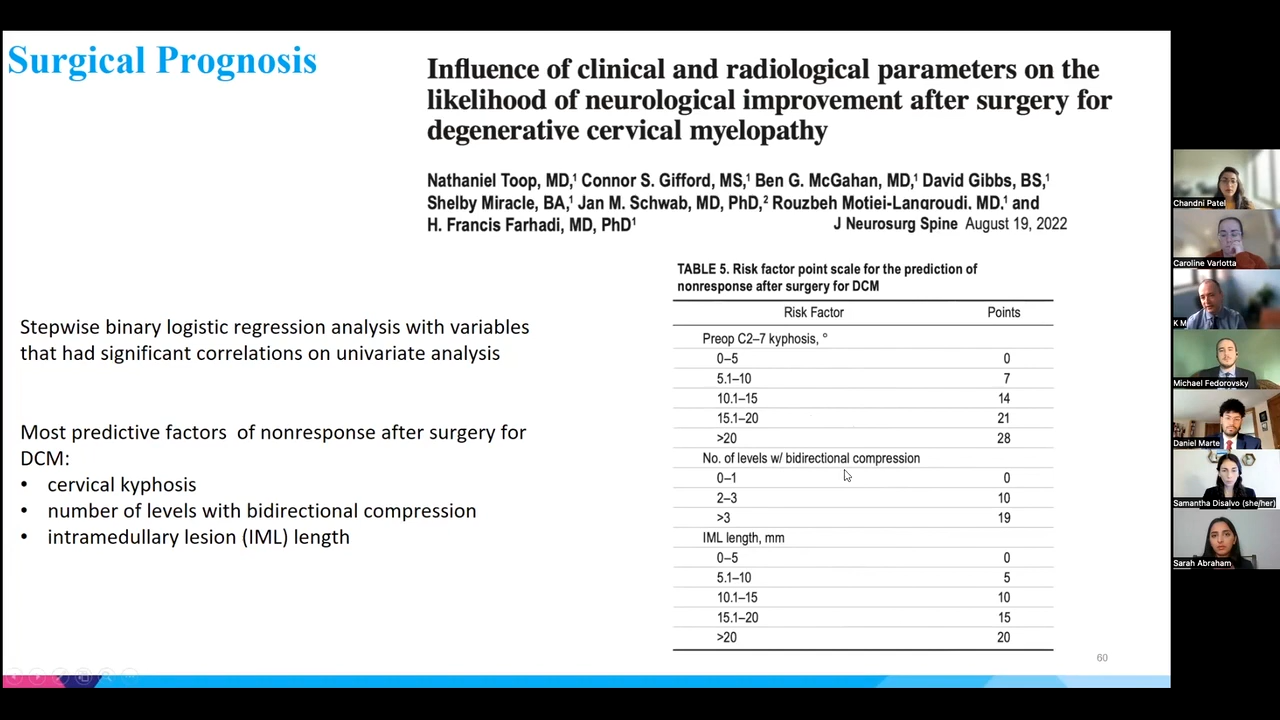 Surgical Prognosis
Influence of clinical and radiological parameters on the
likelihood of neurological improvement after surgery for
degenerative cervical myelopathy
Nathaniel Toop, MD,¹ Connor S. Gifford, MS,¹ Ben G. McGahan, MD,¹ David Gibbs, BS,¹
Shelby Miracle, BA,¹ Jan M. Schwab, MD, PhD,² Rouzbeh Motiei-Langroudi, MD,¹ and
H. Francis Farhadi, MD, PhD¹
J Neurosurg Spine August 19, 2022
Stepwise binary logistic regression analysis with variables
that had significant correlations on univariate analysis
Most predictive factors of nonresponse after surgery for
DCM:
• cervical kyphosis
• number of levels with bidirectional compression
• intramedullary lesion (IML) length
TABLE 5. Risk factor point scale for the prediction of
nonresponse after surgery for DCM
Risk Factor Points
Preop C2–7 kyphosis, °
0–5 0
5.1–10 7
10.1–15 14
15.1–20 21
>20 28
No. of levels w/ bidirectional compression
0–1 0
2–3 10
>3 19
IML length, mm
0–5 0
5.1–10 5
10.1–15 10
15.1–20 15
>20 20
60
Chandni Patel
Caroline Varlotta
K M
Michael Fedorovsky
Daniel Marte
Samantha Disalvo (she/her)
Sarah Abraham